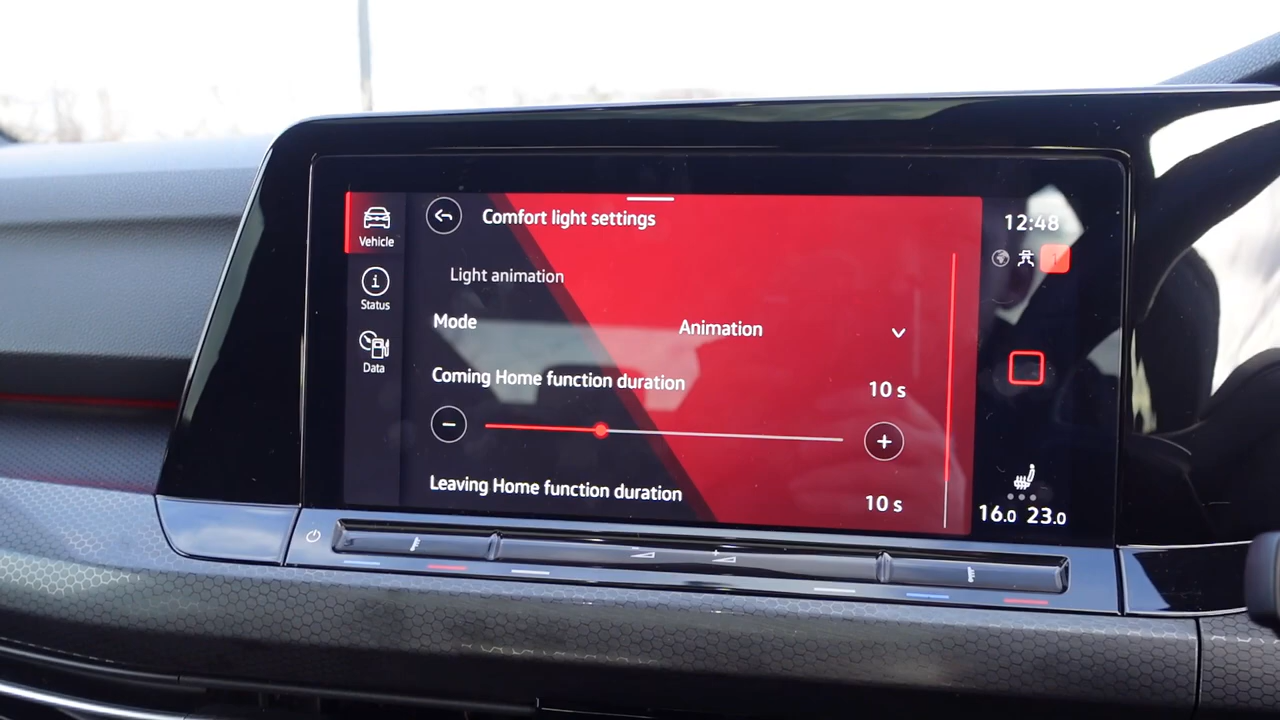 Comfort light settings
12:48
Vehicle
Light animation
Status
Mode
Animation
Data
Coming Home function duration
10 s
Leaving Home function duration
10 s
16.0 23.0